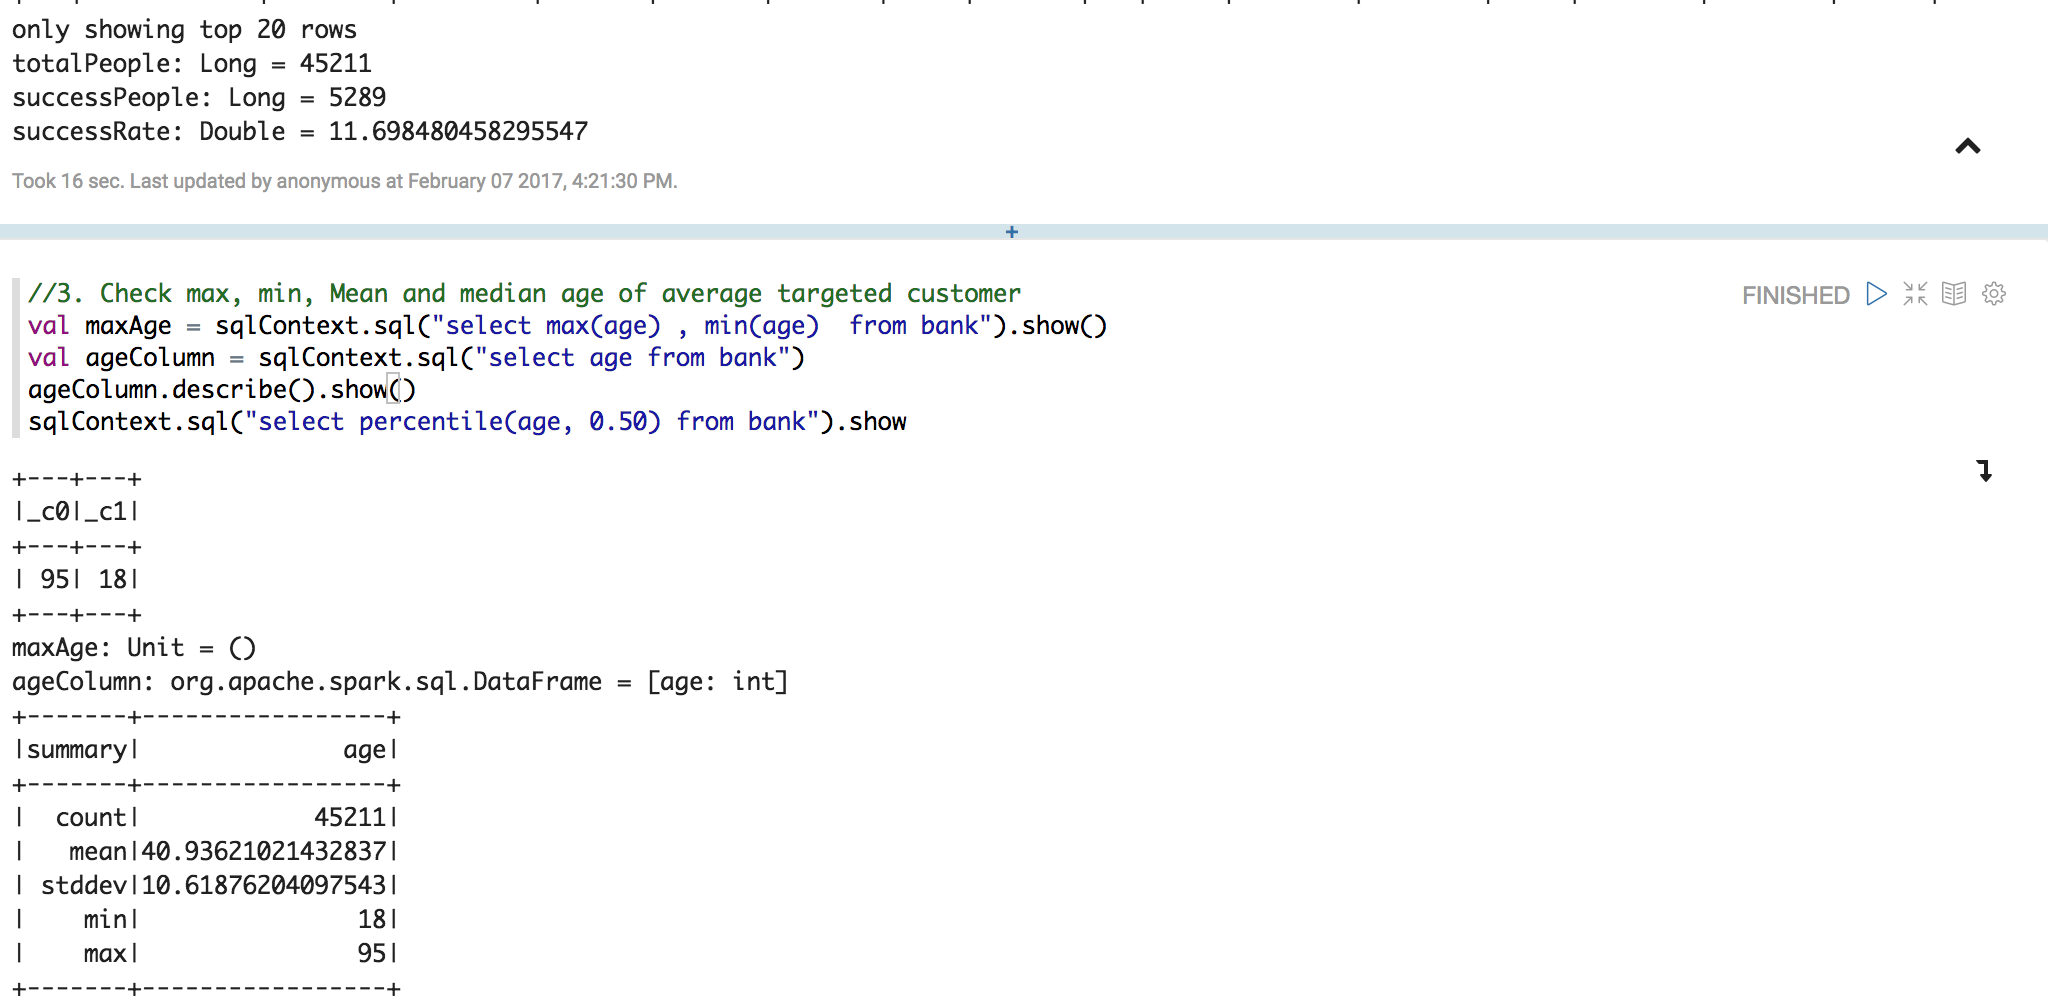 only showing top 20 rows
totalPeople: Long = 45211
successPeople: Long = 5289
successRate: Double = 11.698480458295547
Took 16 sec. Last updated by anonymous at February 07 2017, 4:21:30 PM.
+
//3. Check max, min, Mean and median age of average targeted customer
FINISHED
val maxAge = sqlContext.sql("select max(age) , min(age)  from bank").show()
val ageColumn = sqlContext.sql("select age from bank")
ageColumn.describe().show()
sqlContext.sql("select percentile(age, 0.50) from bank").show
+---+---+
|_c0|_c1|
+---+---+
| 95| 18|
+---+---+
maxAge: Unit = ()
ageColumn: org.apache.spark.sql.DataFrame = [age: int]
+-------+-----------------+
|summary|              age|
+-------+-----------------+
|  count|            45211|
|   mean|40.93621021432837|
| stddev|10.61876204097543|
|    min|               18|
|    max|               95|
+-------+-----------------+